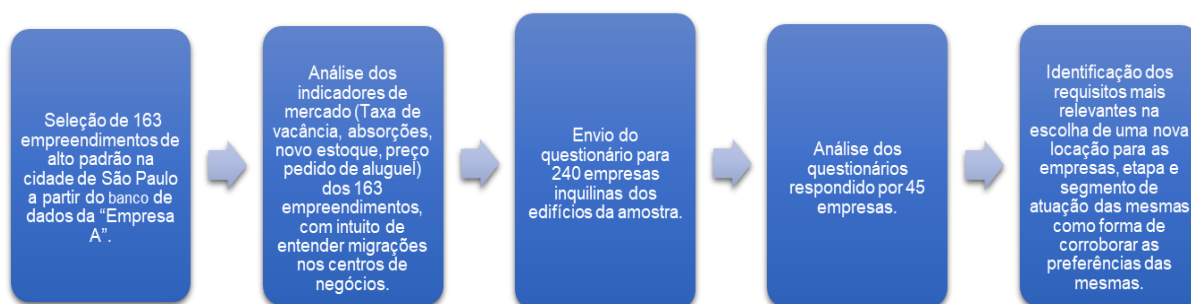 Seleção de 163
empreendimentos de
alto padrão na
cidade de São Paulo
a partir do banco de
dados da “Empresa
A”.
Análise dos
indicadores de
mercado (Taxa de
vacância, absorções,
novo estoque, preço
pedido de aluguel)
dos 163
empreendimentos,
com intuito de
entender migrações
nos centros de
negócios.
Envio do
questionário para
240 empresas
inquilinas dos
edifícios da amostra.
Análise dos
questionários
respondido por 45
empresas.
Identificação dos
requisitos mais
relevantes na
escolha de uma nova
locação para as
empresas, etapa e
segmento de
atuação das mesmas
como forma de
corroborar as
preferências das
mesmas.